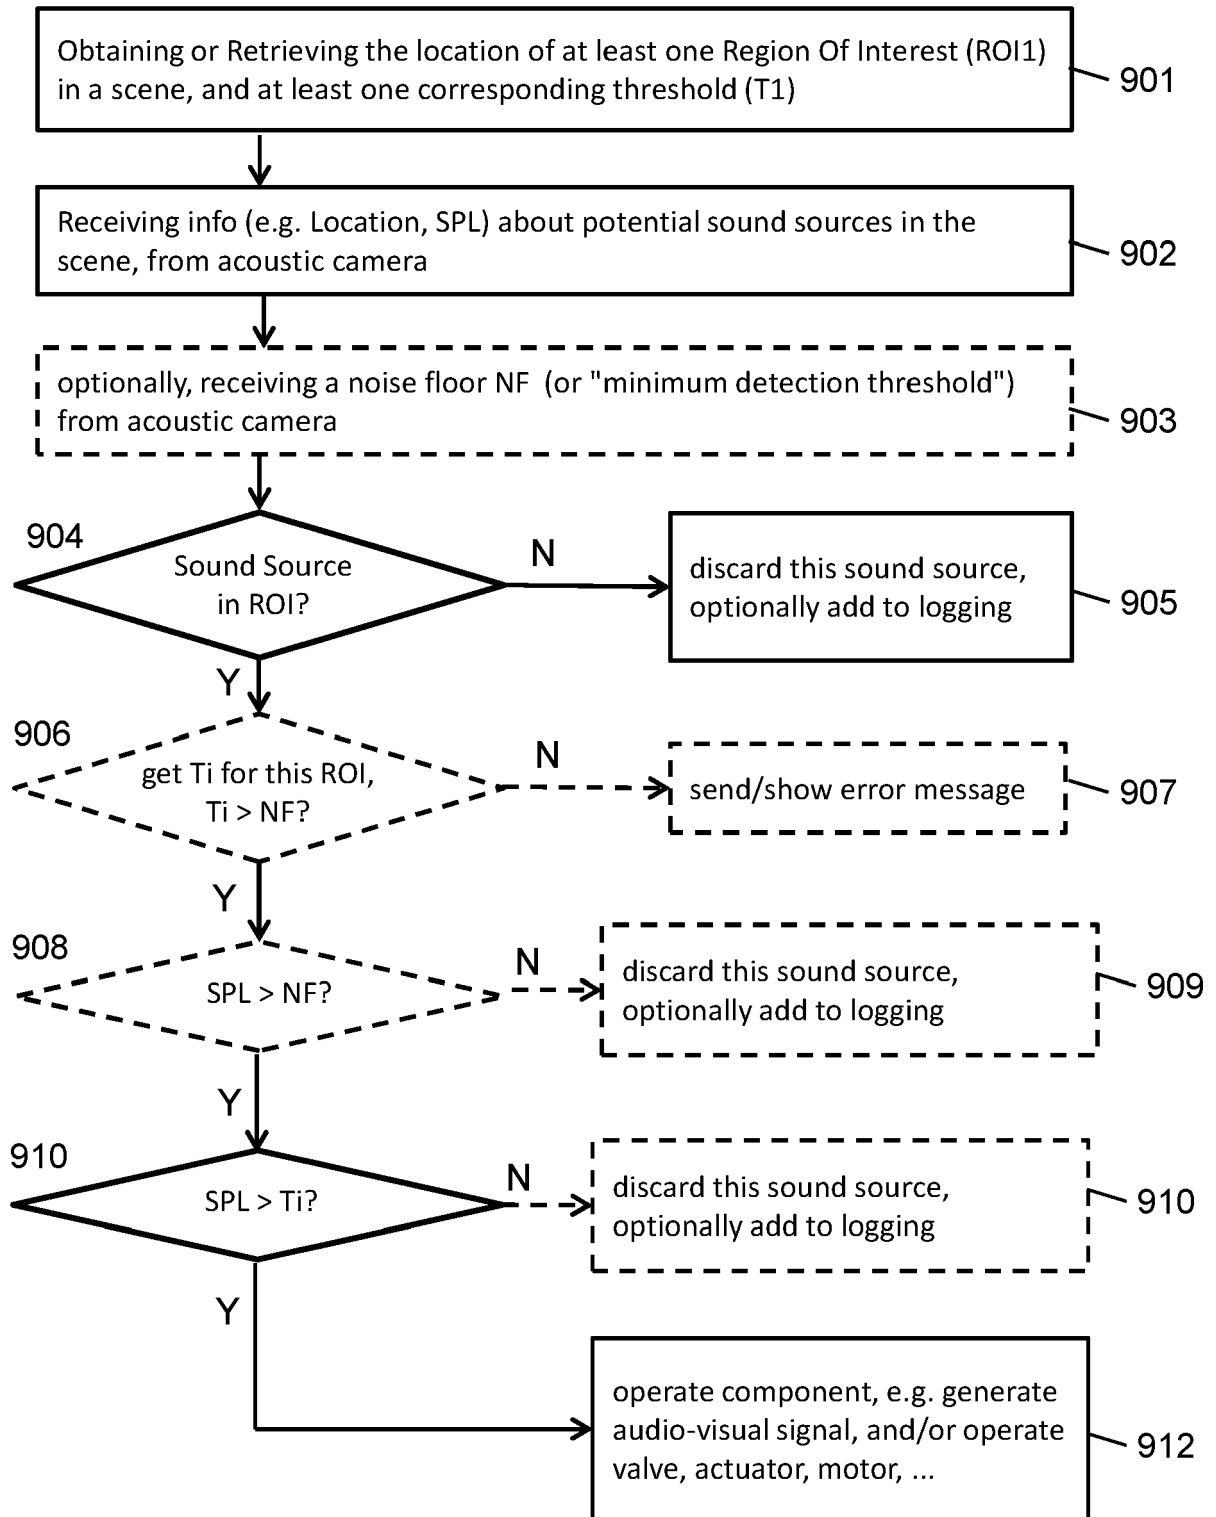 Obtaining or Retrieving the location of at least one Region Of Interest (ROI1)
in a scene, and at least one corresponding threshold (T1)
901
Receiving info (e.g. Location, SPL) about potential sound sources in the
scene, from acoustic camera
902
optionally, receiving a noise floor NF  (or "minimum detection threshold")
from acoustic camera
903
904
Sound Source
in ROI?
N
discard this sound source,
optionally add to logging
905
Y
906
get Ti for this ROI,
Ti > NF?
N
send/show error message
907
Y
908
SPL > NF?
N
discard this sound source,
optionally add to logging
909
Y
910
SPL > Ti?
N
discard this sound source,
optionally add to logging
910
Y
operate component, e.g. generate
audio-visual signal, and/or operate
valve, actuator, motor, ...
912